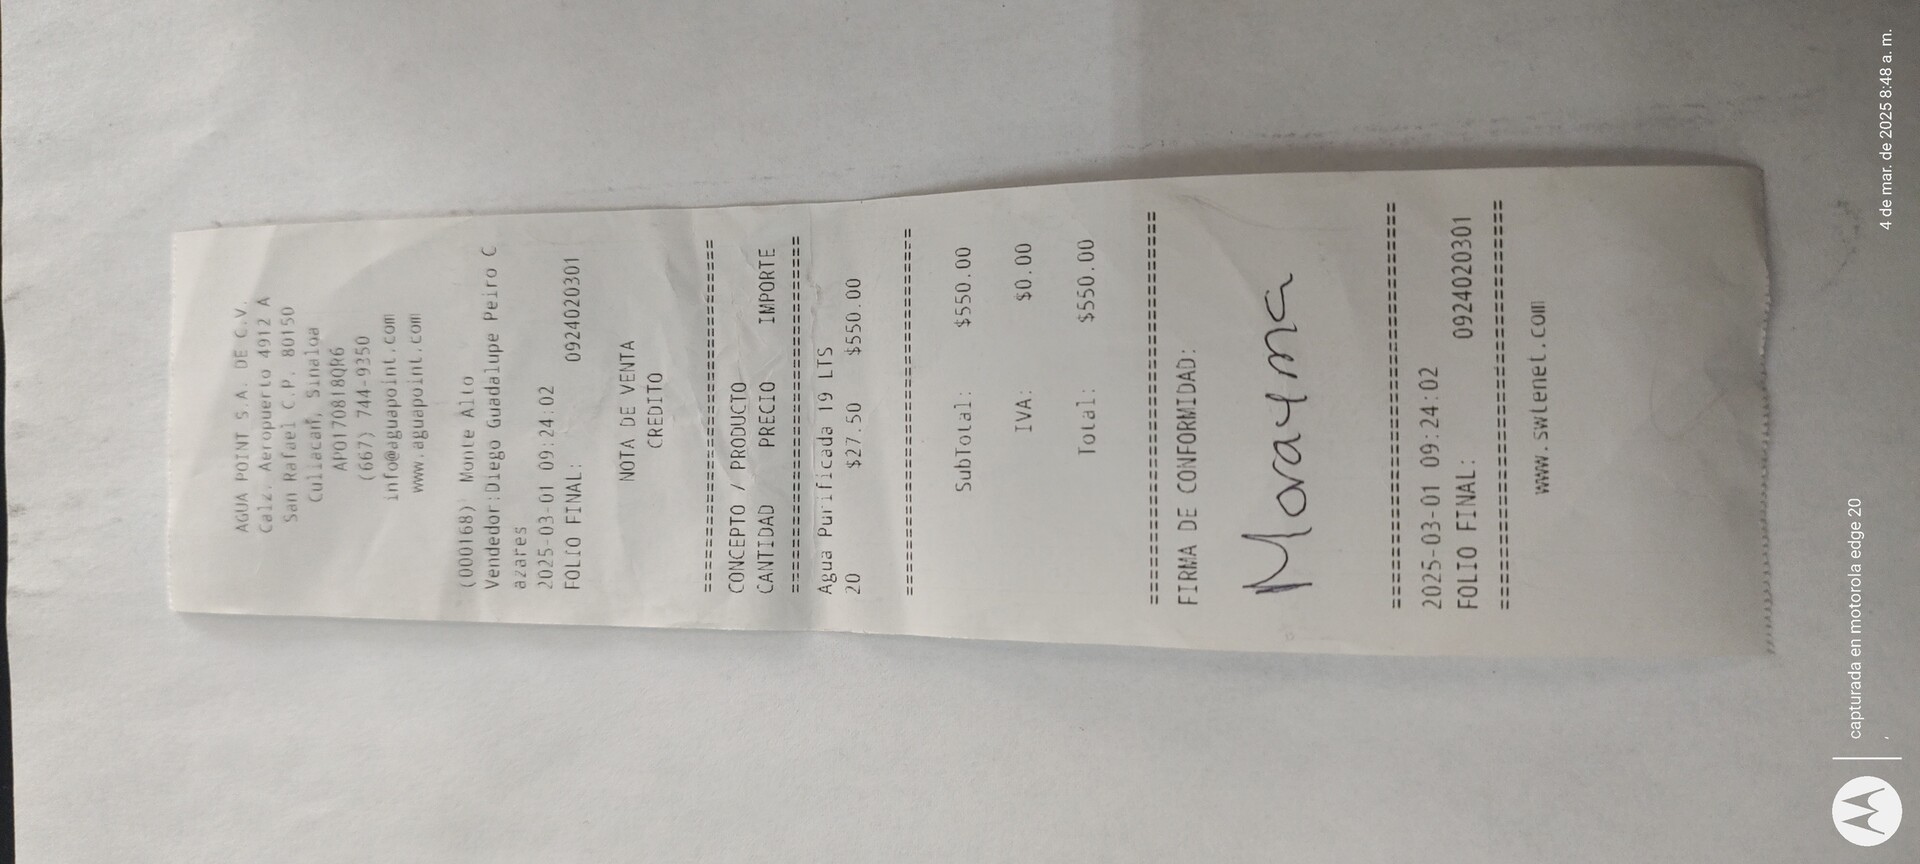 AGUA POINT S.A. DE C.V.
Calz. Aeropuerto 4912 A
San Rafael C.P. 80150
Culiacan, Sinaloa
APO170818QR6
(667) 744-9350
info@aguapoint.com
www.aguapoint.com
(000168) Monte Alto
Vendedor:Diego Guadalupe Peiro C
azares
2025-03-01 09:24:02
FOLIO FINAL: 0924020301
NOTA DE VENTA
CREDITO
================================
CONCEPTO / PRODUCTO
CANTIDAD PRECIO IMPORTE
================================
Agua Purificada 19 LTS
20 $27.50 $550.00
================================
SubTotal: $550.00
IVA: $0.00
Total: $550.00
================================
FIRMA DE CONFORMIDAD:
Morayma
================================
2025-03-01 09:24:02
FOLIO FINAL: 0924020301
================================
www.swtenet.com
capturada en motorola edge 20
4 de mar. de 2025 8:48 a. m.